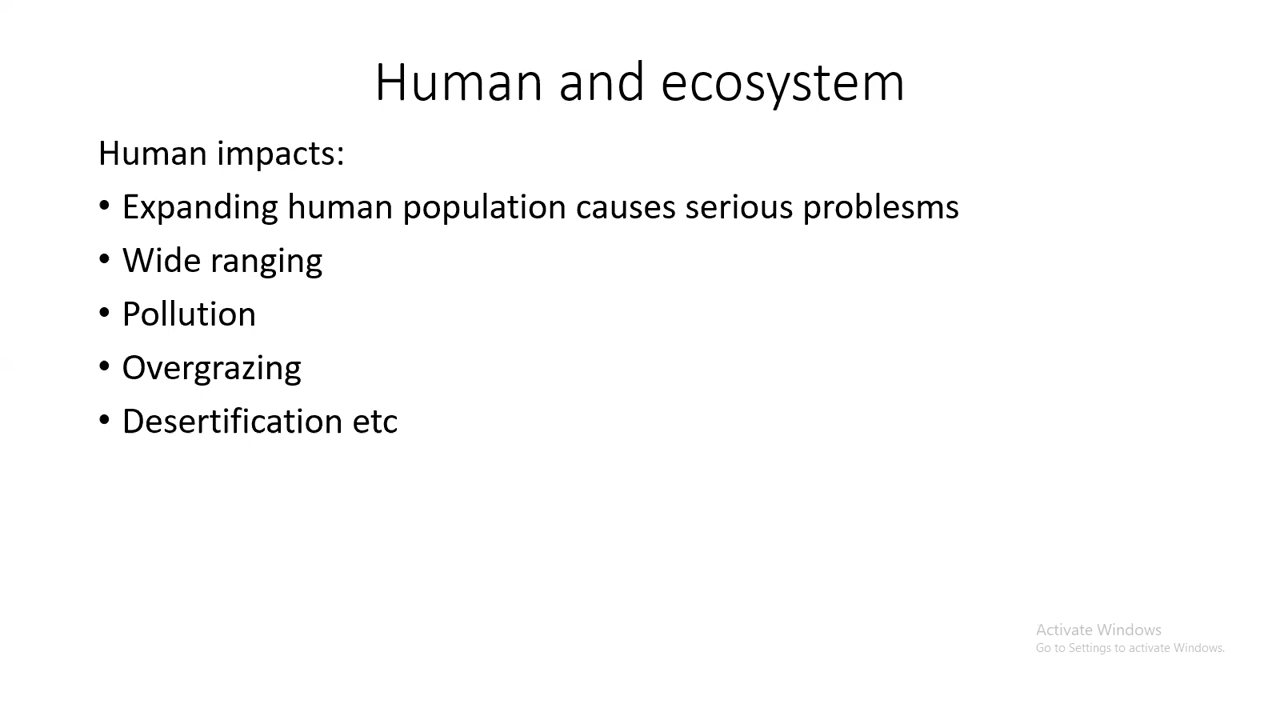 Human and ecosystem
Human impacts:
• Expanding human population causes serious problesms
• Wide ranging
• Pollution
• Overgrazing
• Desertification etc
Activate Windows
Go to Settings to activate Windows.